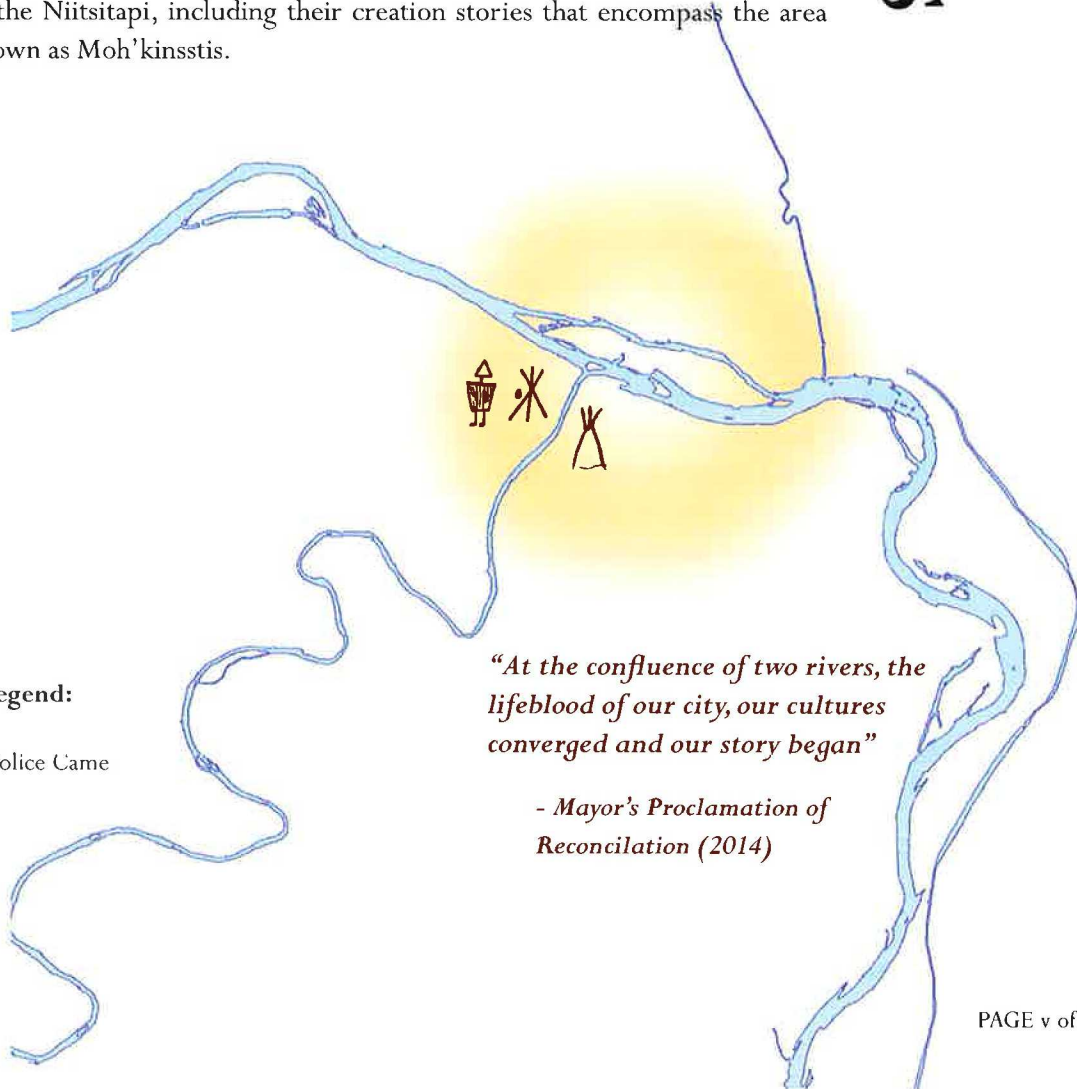 the Niitsitapi, including their creation stories that encompass the area
own as Moh'kinsstis.
“At the confluence of two rivers, the
lifeblood of our city, our cultures
converged and our story began”
- Mayor's Proclamation of
Reconcilation (2014)
egend:
olice Came
PAGE v of